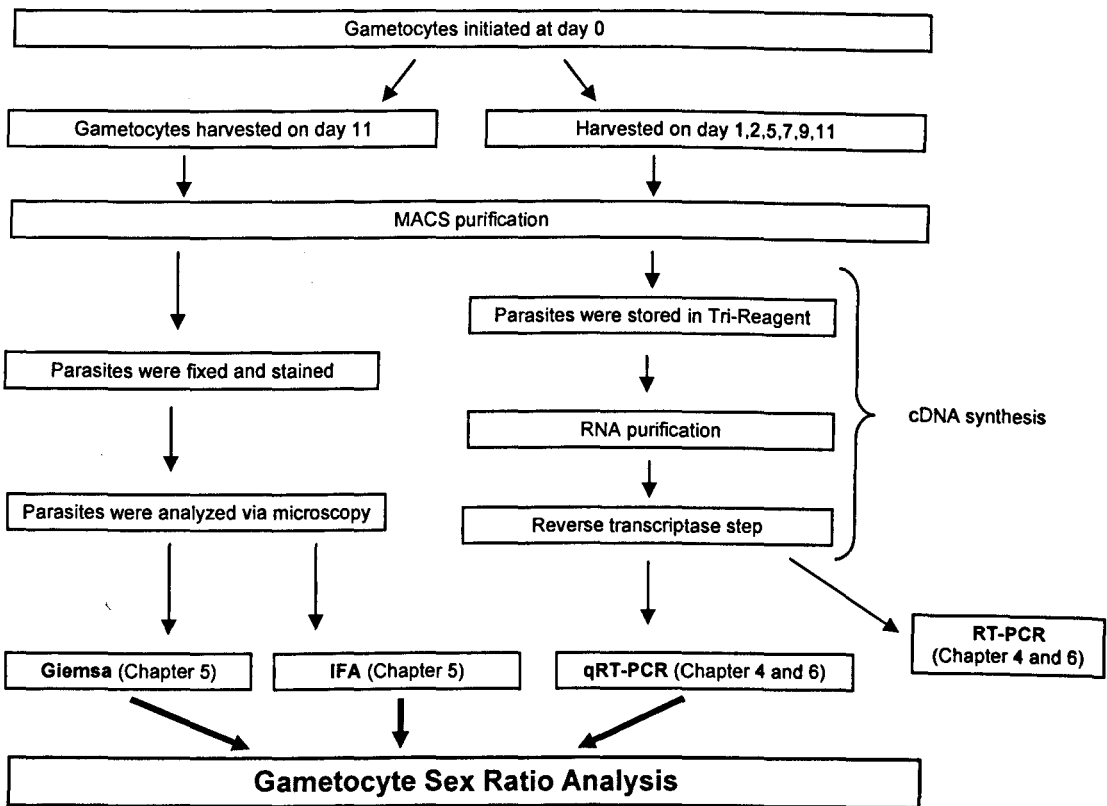 Gametocytes initiated at day 0
Gametocytes harvested on day 11
Harvested on day 1,2,5,7,9,11
MACS purification
Parasites were stored in Tri-Reagent
Parasites were fixed and stained
RNA purification
cDNA synthesis
Parasites were analyzed via microscopy
Reverse transcriptase step
Giemsa (Chapter 5)
IFA (Chapter 5)
qRT-PCR (Chapter 4 and 6)
RT-PCR
(Chapter 4 and 6)
Gametocyte Sex Ratio Analysis